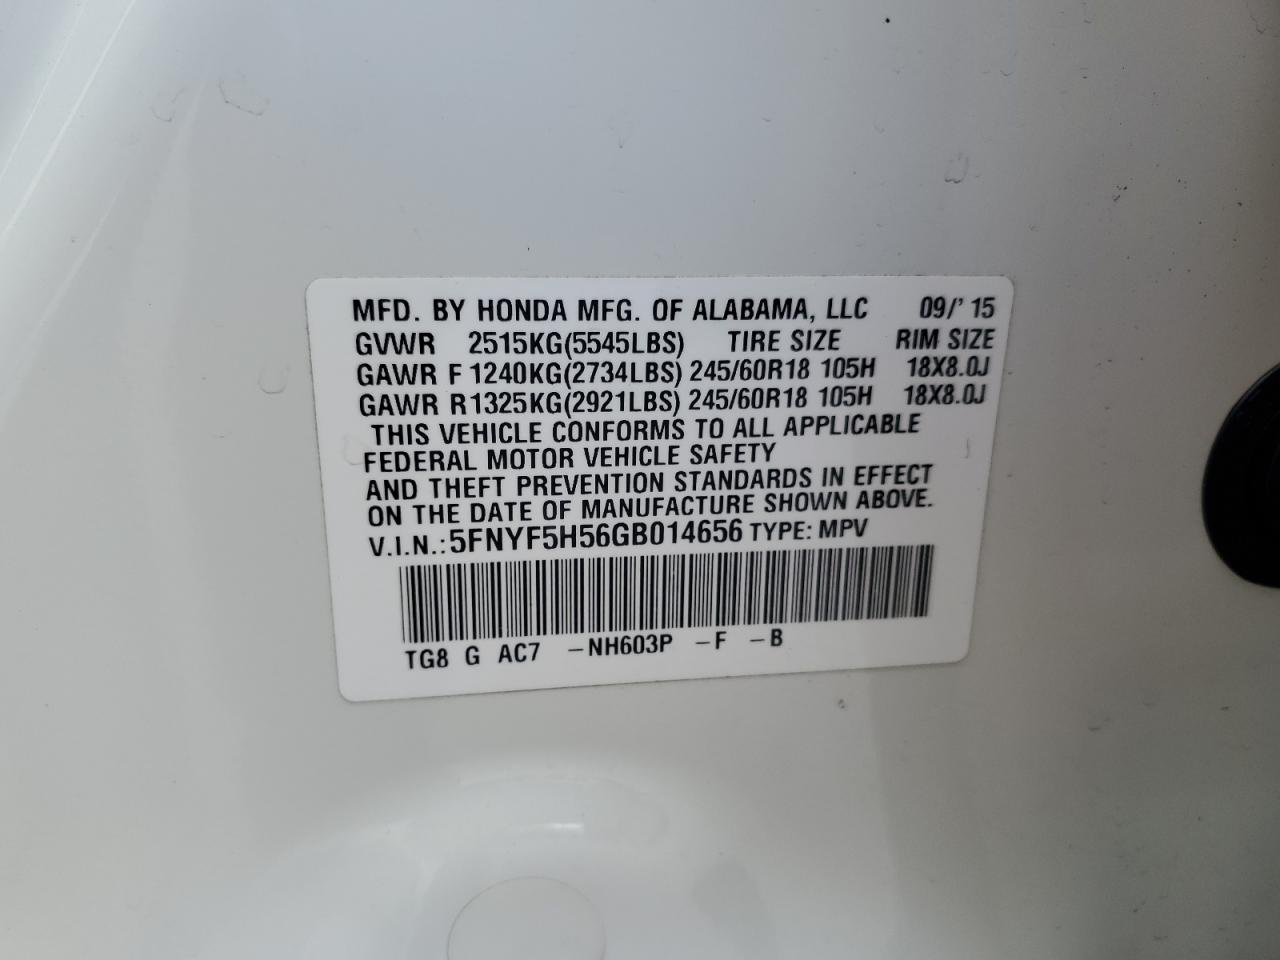 MFD. BY HONDA MFG. OF ALABAMA, LLC 09/' 15
GVWR 2515KG(5545LBS) TIRE SIZE RIM SIZE
GAWR F 1240KG(2734LBS) 245/60R18 105H 18X8.0J
GAWR R1325KG(2921LBS) 245/60R18 105H 18X8.0J
THIS VEHICLE CONFORMS TO ALL APPLICABLE
FEDERAL MOTOR VEHICLE SAFETY
AND THEFT PREVENTION STANDARDS IN EFFECT
ON THE DATE OF MANUFACTURE SHOWN ABOVE.
V.I.N.:5FNYF5H56GB014656 TYPE: MPV
TG8 G AC7 -NH603P -F -B